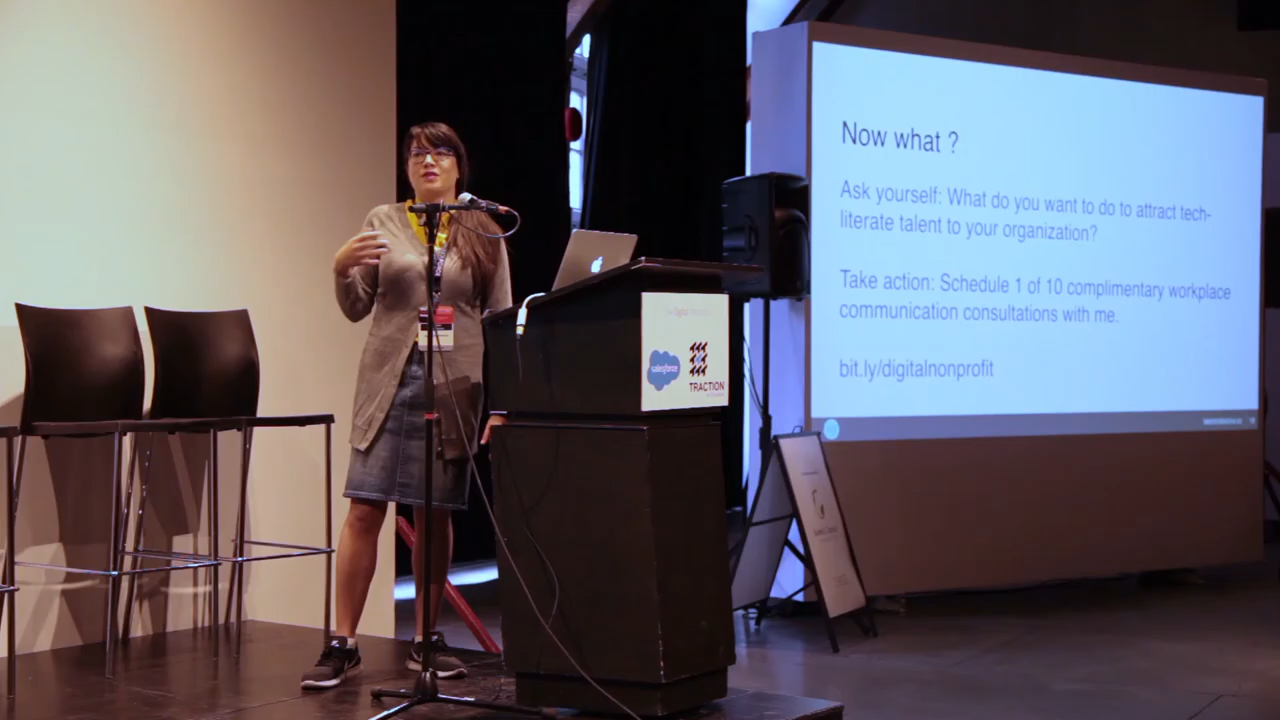 Now what ?
Ask yourself: What do you want to do to attract tech-
literate talent to your organization?
Take action: Schedule 1 of 10 complimentary workplace
communication consultations with me.
bit.ly/digitalnonprofit
salesforce
TRACTION